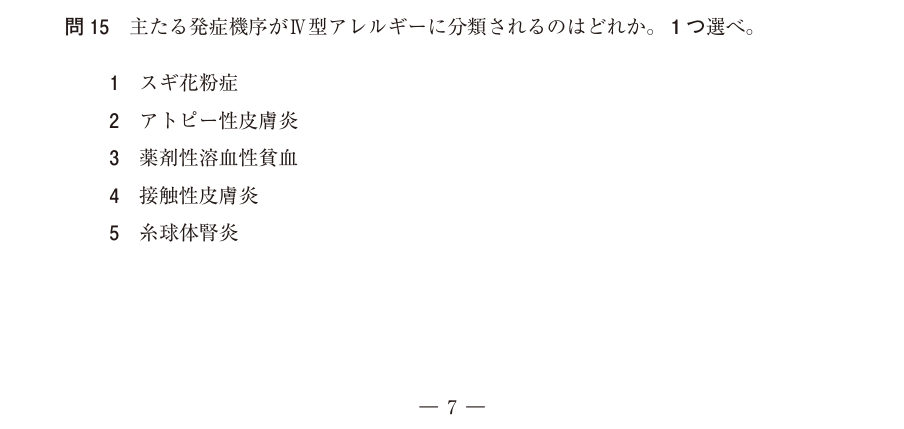 問 15 主たる発症機序がⅣ型アレルギーに分類されるのはどれか。1つ選べ。
1 スギ花粉症
2 アトピー性皮膚炎
3 薬剤性溶血性貧血
4 接触性皮膚炎
5 糸球体腎炎
— 7 —